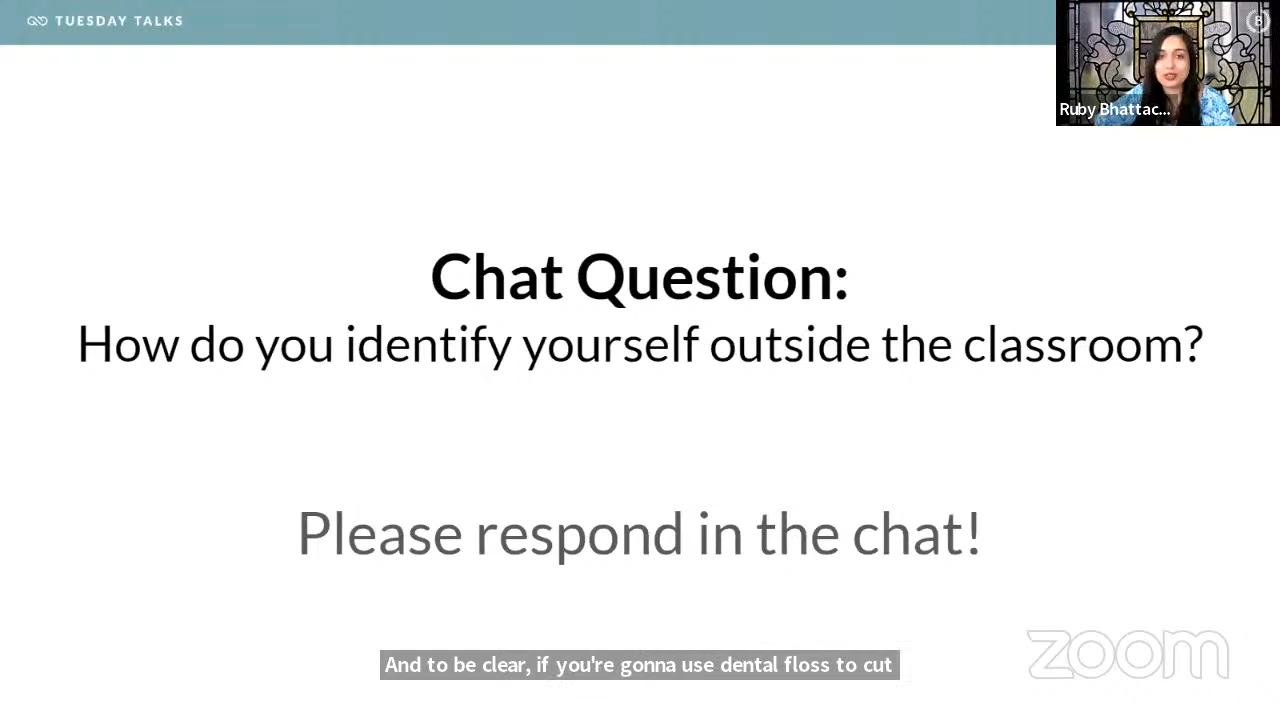 TUESDAY TALKS
B
Ruby Bhattac...
Chat Question:
How do you identify yourself outside the classroom?
Please respond in the chat!
zoom
And to be clear, if you're gonna use dental floss to cut